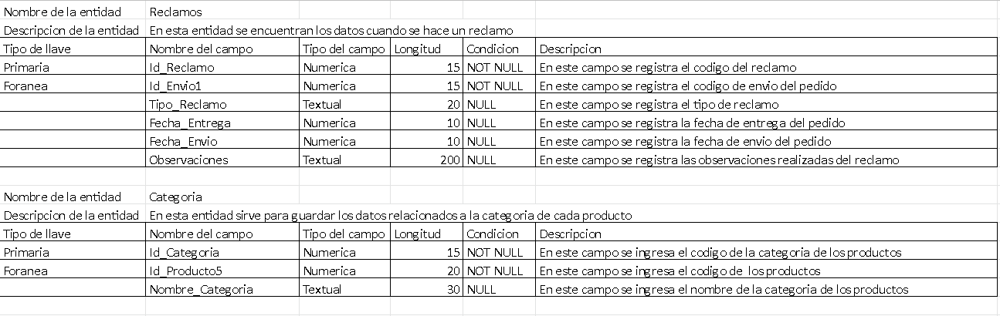 Nombre de la entidad Reclamos
Descripcion de la entidad En esta entidad se encuentran los datos cuando se hace un reclamo
Tipo de llave Nombre del campo Tipo del campo Longitud Condicion Descripcion
Primaria Id_Reclamo Numerica 15 NOT NULL En este campo se registra el codigo del reclamo
Foranea Id_Envio1 Numerica 15 NOT NULL En este campo se registra el codigo de envio del pedido
Tipo_Reclamo Textual 20 NULL En este campo se registra el tipo de reclamo
Fecha_Entrega Numerica 10 NULL En este campo se registra la fecha de entrega del pedido
Fecha_Envio Numerica 10 NULL En este campo se registra la fecha de envio del pedido
Observaciones Textual 200 NULL En este campo se registra las observaciones realizadas del reclamo
Nombre de la entidad Categoria
Descripcion de la entidad En esta entidad sirve para guardar los datos relacionados a la categoria de cada producto
Tipo de llave Nombre del campo Tipo del campo Longitud Condicion Descripcion
Primaria Id_Categoria Numerica 15 NOT NULL En este campo se ingresa el codigo de la categoria de los productos
Foranea Id_Producto5 Numerica 20 NOT NULL En este campo se ingresa el codigo de los productos
Nombre_Categoria Textual 30 NULL En este campo se ingresa el nombre de la categoria de los productos